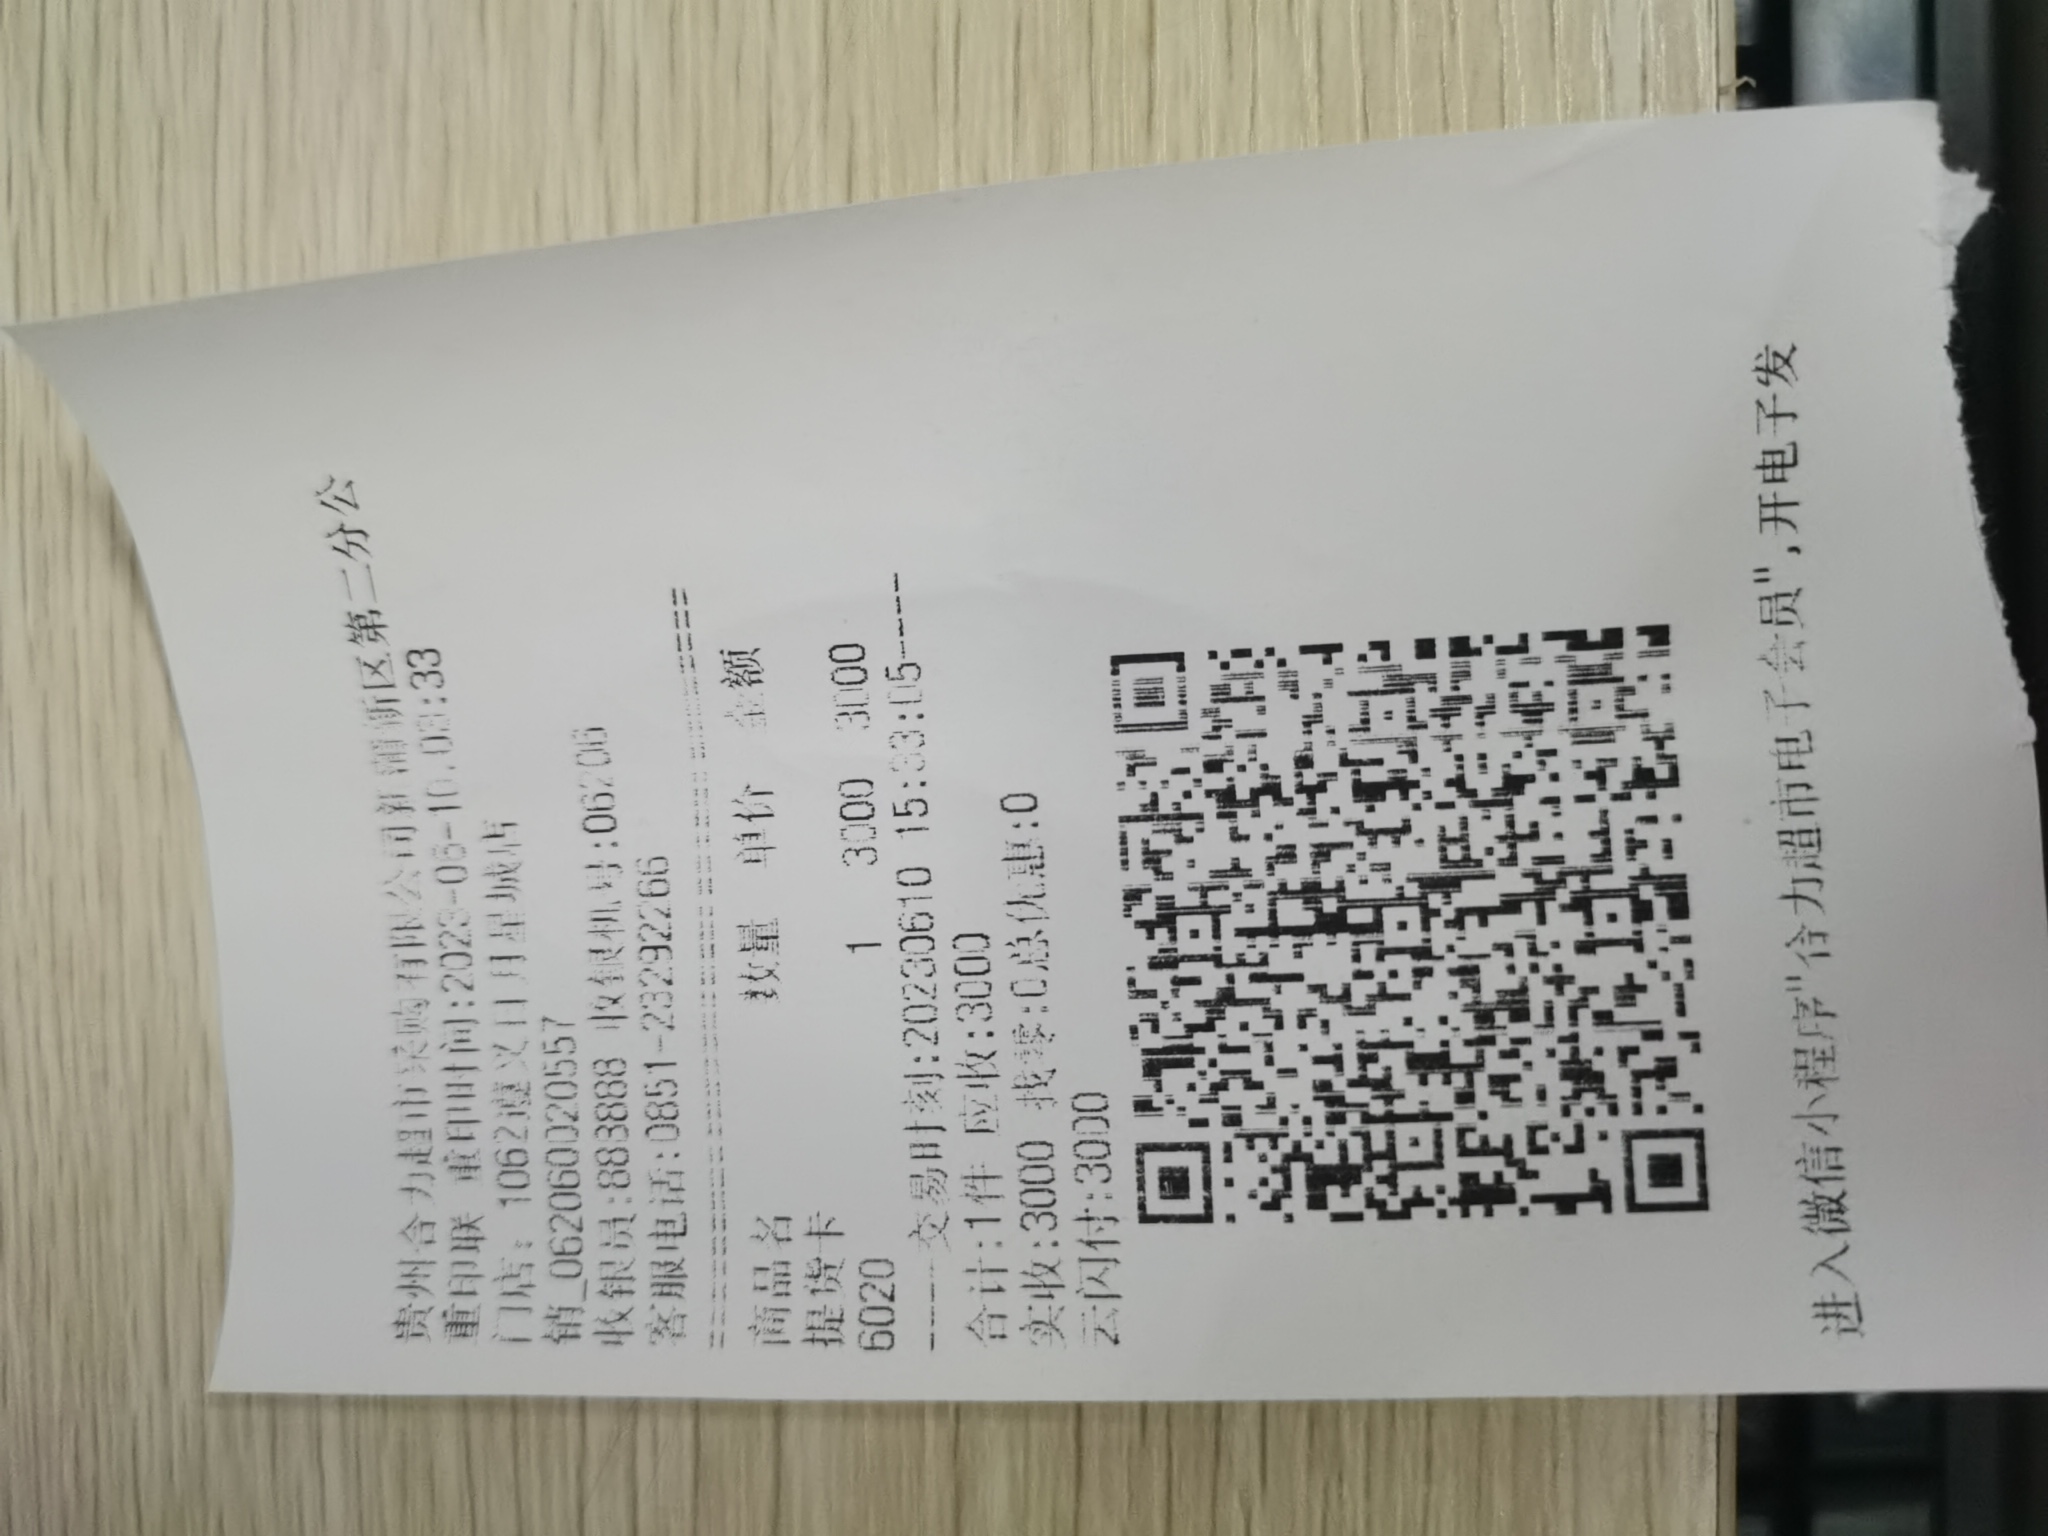 贵州合力超市采购有限公司新蒲新区第二分公
重印联 重印时间:2023-06-10.03:33
门店: 1062遵义日月星城店
销_062060020557
收银员:888888 收银机号:06206
客服电话:0851-23292266
==================================
商品名 数量 单价 金额
提货卡
6020 1 3000 3000
-----交易时刻:20230610 15:33:05-----
合计:1件 应收:3000
实收:3000 找零:0总优惠:0
云闪付:3000
进入微信小程序"合力超市电子会员",开电子发